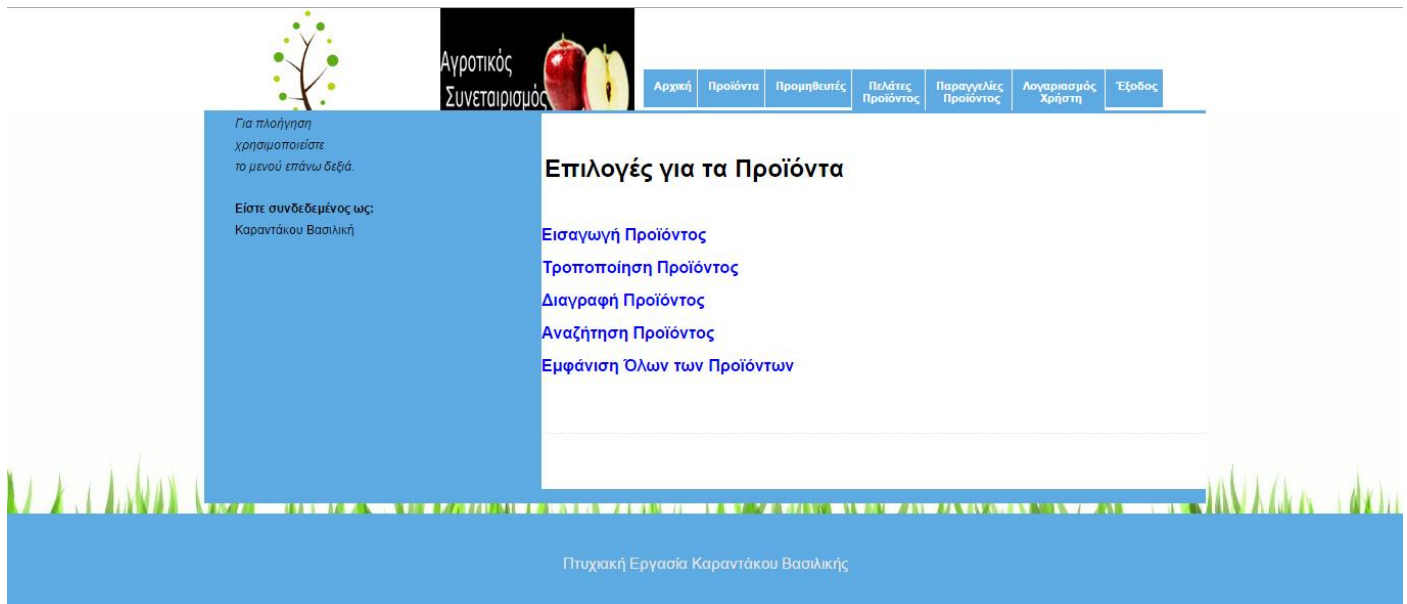 Αγροτικός
Συνεταιρισμός
Αρχική
Προϊόντα
Προμηθευτές
Πελάτες
Προϊόντος
Παραγγελίες
Προϊόντος
Λογαριασμός
Χρήστη
Έξοδος
Για πλοήγηση
χρησιμοποιείστε
το μενού επάνω δεξιά.
Είστε συνδεδεμένος ως:
Καραντάκου Βασιλική
Επιλογές για τα Προϊόντα
Εισαγωγή Προϊόντος
Τροποποίηση Προϊόντος
Διαγραφή Προϊόντος
Αναζήτηση Προϊόντος
Εμφάνιση Όλων των Προϊόντων
Πτυχιακή Εργασία Καραντάκου Βασιλικής